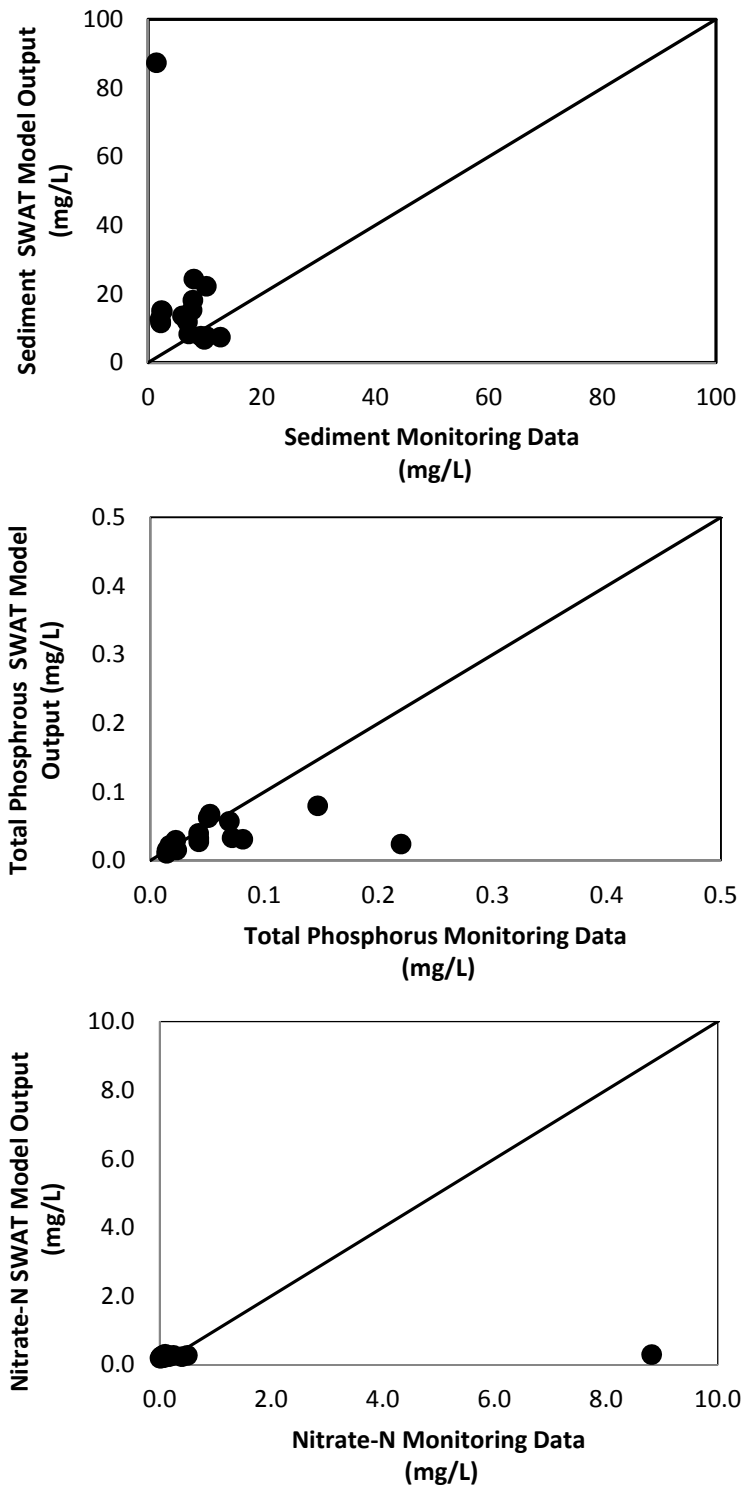 Sediment SWAT Model Output
(mg/L)
100
80
60
40
20
0
0 20 40 60 80 100
Sediment Monitoring Data
(mg/L)
Total Phosphrous SWAT Model
Output (mg/L)
0.5
0.4
0.3
0.2
0.1
0.0
0.0 0.1 0.2 0.3 0.4 0.5
Total Phosphorus Monitoring Data
(mg/L)
Nitrate-N SWAT Model Output
(mg/L)
10.0
8.0
6.0
4.0
2.0
0.0
0.0 2.0 4.0 6.0 8.0 10.0
Nitrate-N Monitoring Data
(mg/L)